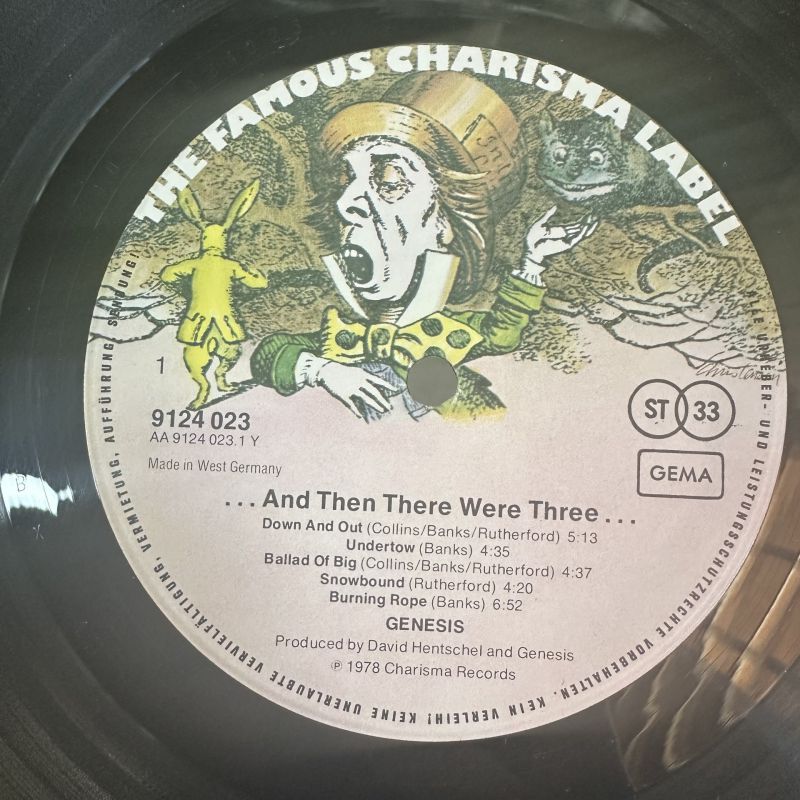 THE FAMOUS CHARISMA LABEL
1
9124 023
AA 9124 023.1 Y
Made in West Germany
ST 33
GEMA
...And Then There Were Three...
Down And Out (Collins/Banks/Rutherford) 5:13
Undertow (Banks) 4:35
Ballad Of Big (Collins/Banks/Rutherford) 4:37
Snowbound (Rutherford) 4:20
Burning Rope (Banks) 6:52
GENESIS
Produced by David Hentschel and Genesis
℗ 1978 Charisma Records
ALLE URHEBER- UND LEISTUNGSSCHUTZRECHTE VORBEHALTEN. KEIN VERLEIH! KEINE UNERLAUBTE VERVIELFÄLTIGUNG, VERMIETUNG, AUFFÜHRUNG, SENDUNG!
B